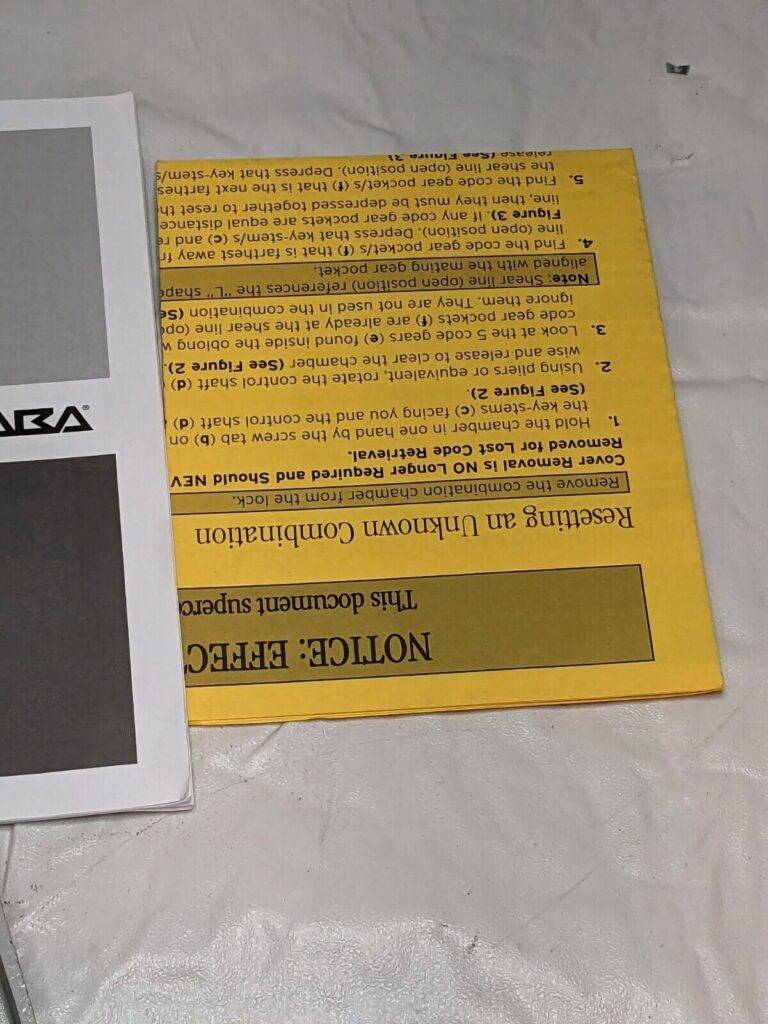 ABA®
NOTICE: EFFEC
This document superce
Resetting an Unknown Combination
Remove the combination chamber from the lock.
Cover Removal is NO Longer Required and Should NEV
Removed for Lost Code Retrieval.
1. Hold the chamber in one hand by the screw tab (b) on
the key-stems (c) facing you and the control shaft (d)
(See Figure 2).
2. Using pliers or equivalent, rotate the control shaft (d)
wise and release to clear the chamber (See Figure 2).
3. Look at the 5 code gears (e) found inside the oblong w
code gear pockets (f) are already at the shear line (ope
ignore them. They are not used in the combination (Se
Note: Shear line (open position) references the "L" shape
aligned with the mating gear pocket.
4. Find the code gear pocket/s (f) that is farthest away fr
line (open position). Depress that key-stem/s (c) and re
Figure 3). If any code gear pockets are equal distance
line, then they must be depressed together to reset th
5. Find the code gear pocket/s (f) that is the next farthes
the shear line (open position). Depress that key-stem/s
release (See Figure 3)